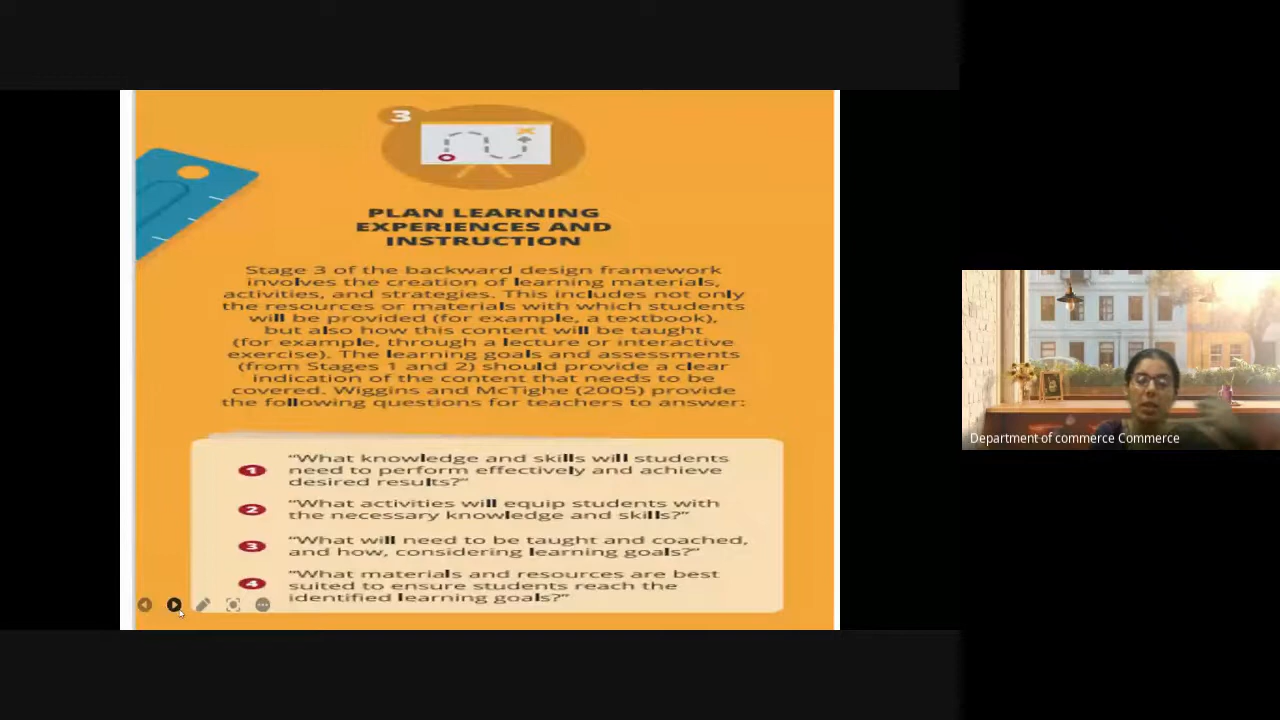 3
PLAN LEARNING
EXPERIENCES AND
INSTRUCTION
Stage 3 of the backward design framework
involves the creation of learning materials,
activities, and strategies. This includes not only
the resources or materials with which students
will be provided (for example, a textbook),
but also how this content will be taught
(for example, through a lecture or interactive
exercise). The learning goals and assessments
(from Stages 1 and 2) should provide a clear
indication of the content that needs to be
covered. Wiggins and McTighe (2005) provide
the following questions for teachers to answer:
1 “What knowledge and skills will students
need to perform effectively and achieve
desired results?”
2 “What activities will equip students with
the necessary knowledge and skills?”
3 “What will need to be taught and coached,
and how, considering learning goals?”
4 “What materials and resources are best
suited to ensure students reach the
identified learning goals?”
Department of commerce Commerce